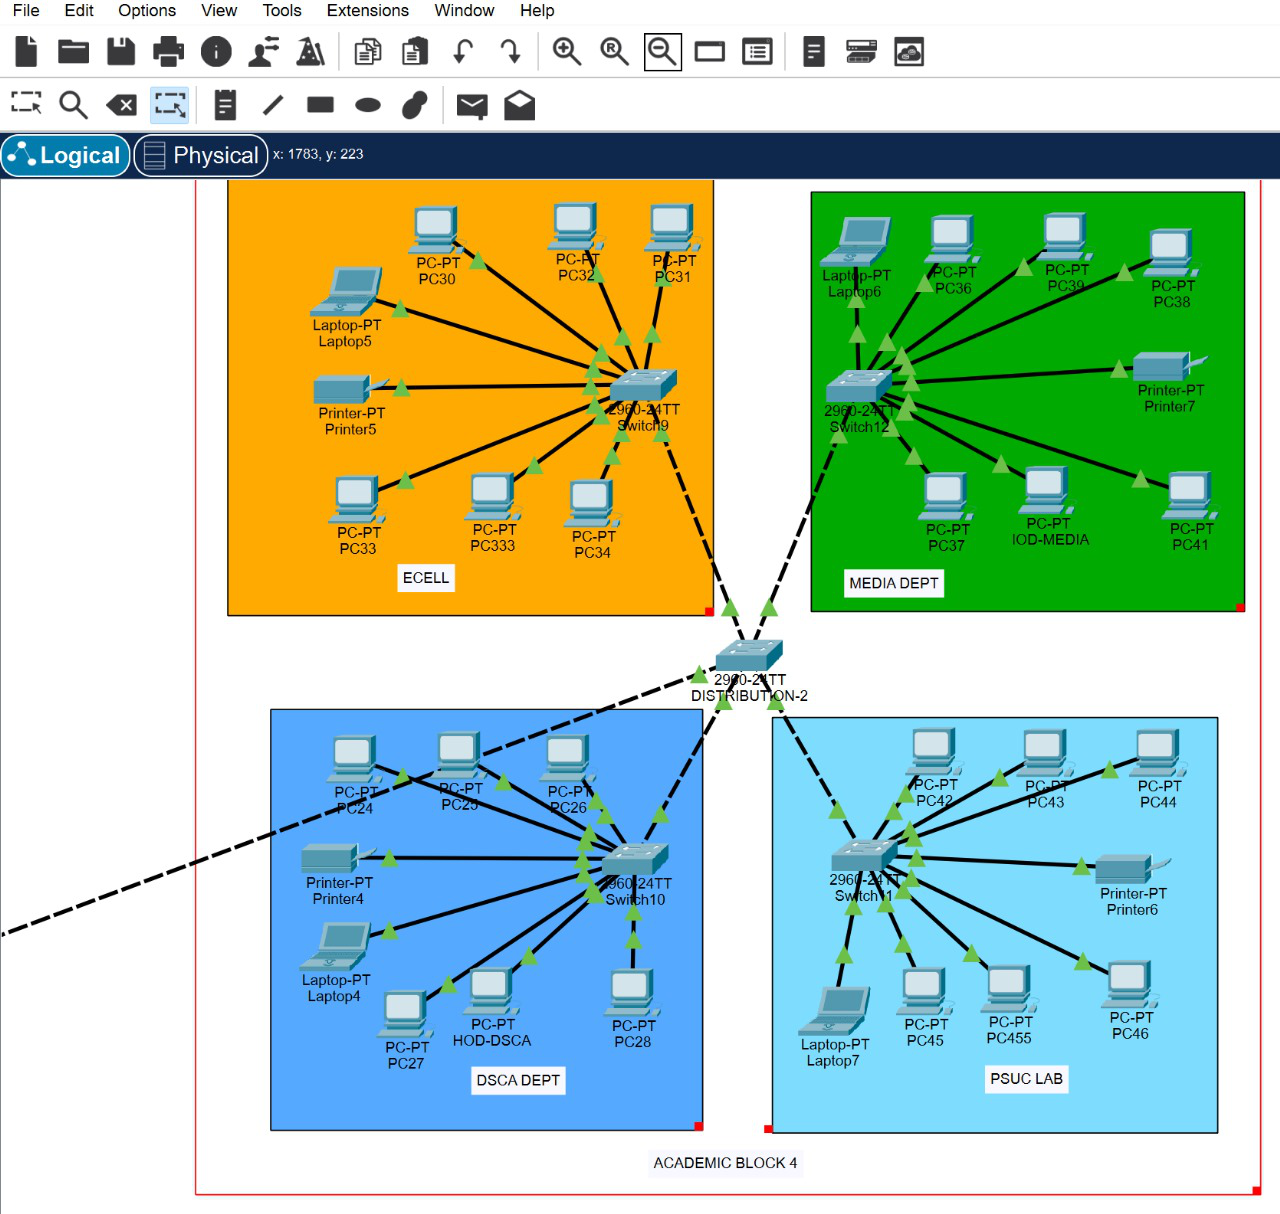 File Edit Options View Tools Extensions Window Help
Logical Physical x: 1783, y: 223
PC-PT
PC30
PC-PT
PC32
PC-PT
PC31
Laptop-PT
Laptop5
Printer-PT
Printer5
2960-24TT
Switch9
PC-PT
PC33
PC-PT
PC333
PC-PT
PC34
ECELL
Laptop-PT
Laptop6
PC-PT
PC36
PC-PT
PC39
PC-PT
PC38
2960-24TT
Switch12
Printer-PT
Printer7
PC-PT
PC37
PC-PT
IOD-MEDIA
PC-PT
PC41
MEDIA DEPT
2960-24TT
DISTRIBUTION-2
PC-PT
PC24
PC-PT
PC25
PC-PT
PC26
Printer-PT
Printer4
2960-24TT
Switch10
Laptop-PT
Laptop4
PC-PT
PC27
PC-PT
HOD-DSCA
PC-PT
PC28
DSCA DEPT
PC-PT
PC42
PC-PT
PC43
PC-PT
PC44
2960-24TT
Switch11
Printer-PT
Printer6
Laptop-PT
Laptop7
PC-PT
PC45
PC-PT
PC455
PC-PT
PC46
PSUC LAB
ACADEMIC BLOCK 4